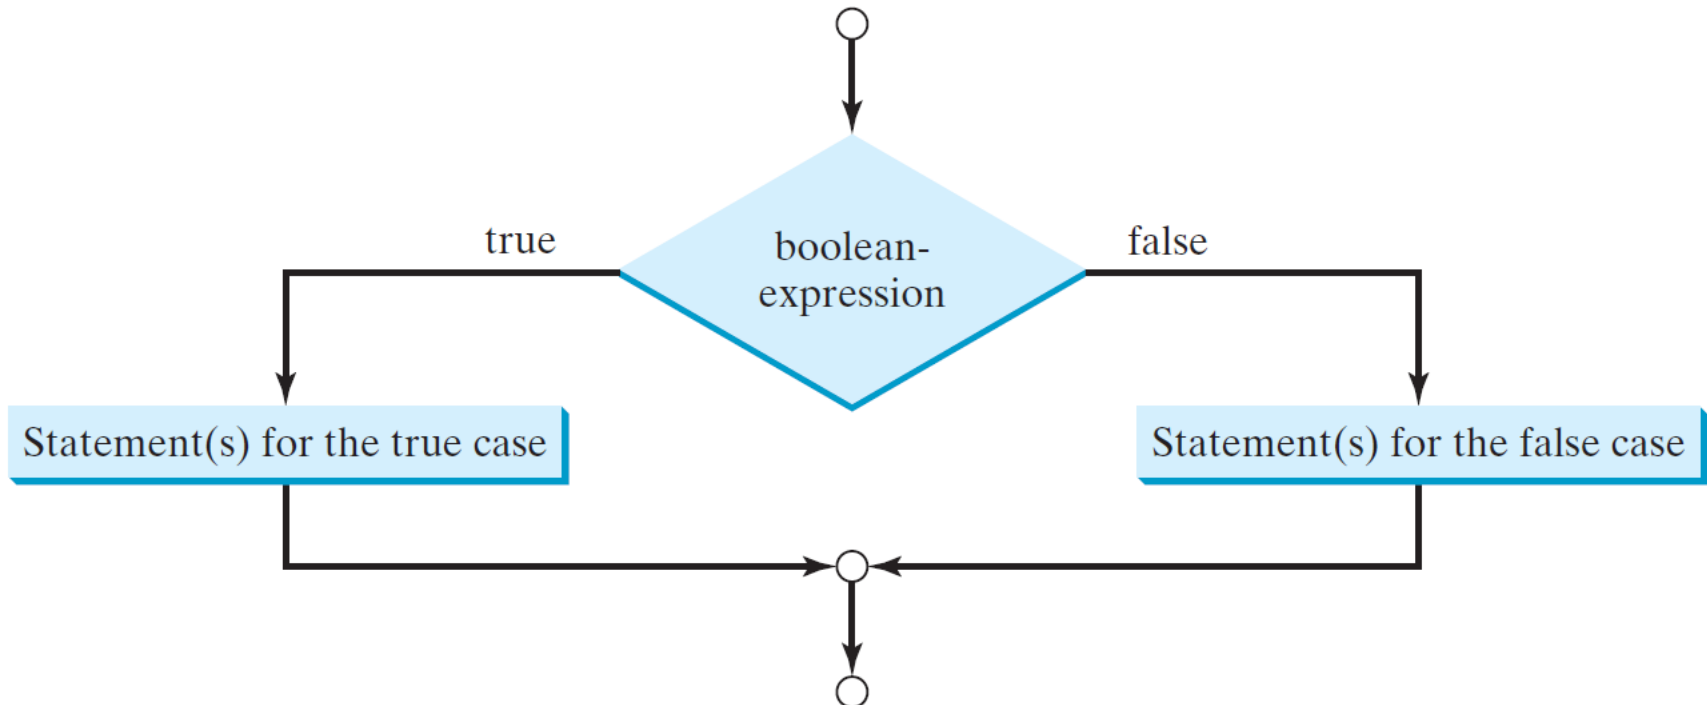 true
boolean-
expression
false
Statement(s) for the true case
Statement(s) for the false case